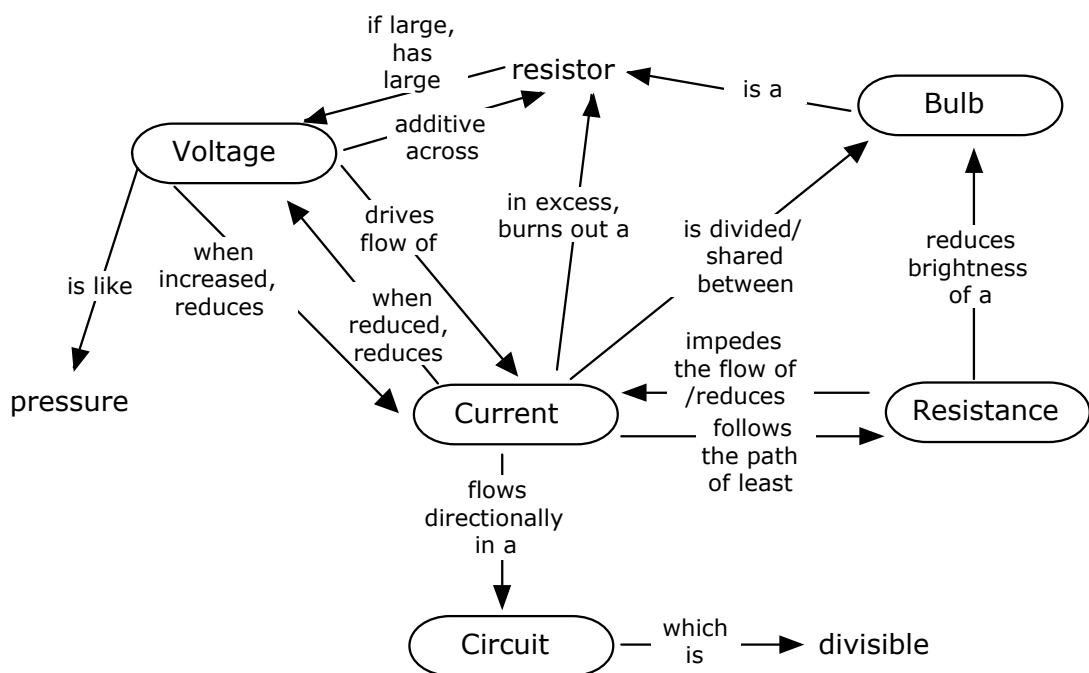 if large,
has
large
resistor
is a
Bulb
additive
across
Voltage
in excess,
burns out a
drives
flow of
is divided/
shared
between
reduces
brightness
of a
when
increased,
reduces
is like
when
reduced,
reduces
impedes
the flow of
/reduces
pressure
Current
Resistance
follows
the path
of least
flows
directionally
in a
Circuit
which
is
divisible